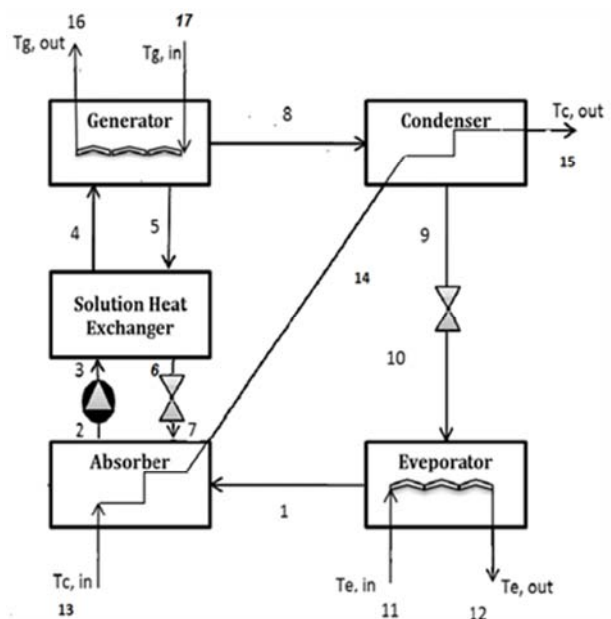 16
17
Tg, out
Tg, in
Generator
8
Condenser
Tc, out
15
4
5
9
14
Solution Heat
Exchanger
3
6
10
2
7
Absorber
Eveporator
1
Tc, in
Te. in
Te, out
13
11
12